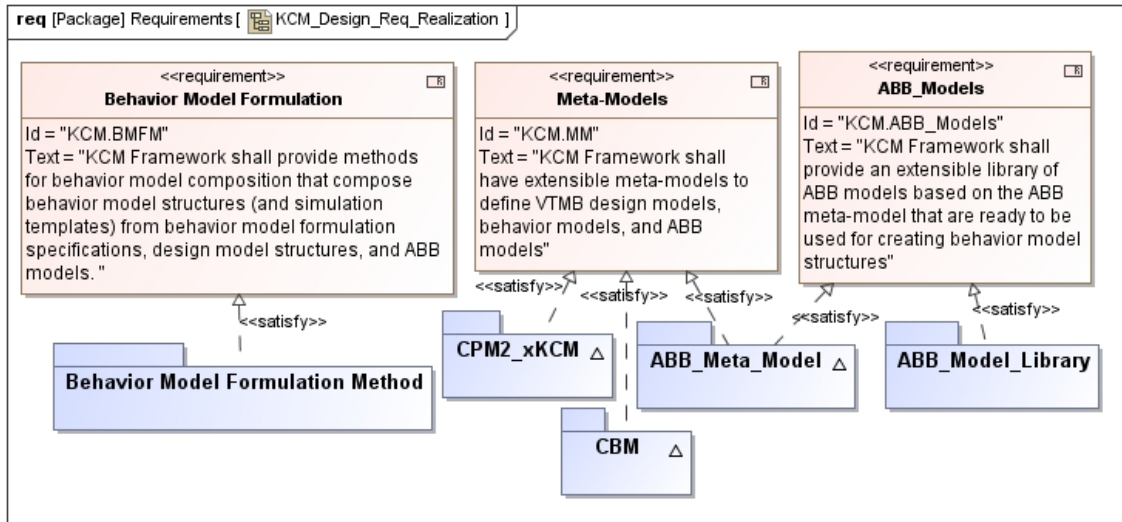 req [Package] Requirements [ KCM_Design_Req_Realization ]
<<requirement>>
Behavior Model Formulation
Id = "KCM.BMFM"
Text = "KCM Framework shall provide methods
for behavior model composition that compose
behavior model structures (and simulation
templates) from behavior model formulation
specifications, design model structures, and ABB
models. "
<<requirement>>
Meta-Models
Id = "KCM.MM"
Text = "KCM Framework shall
have extensible meta-models to
define VTMB design models,
behavior models, and ABB
models"
<<requirement>>
ABB_Models
Id = "KCM.ABB_Models"
Text = "KCM Framework shall
provide an extensible library of
ABB models based on the ABB
meta-model that are ready to be
used for creating behavior model
structures"
<<satisfy>>
<<satisfy>>
<<satisfy>>
<<satisfy>>
<<satisfy>>
<<satisfy>>
Behavior Model Formulation Method
CPM2_xKCM
CBM
ABB_Meta_Model
ABB_Model_Library